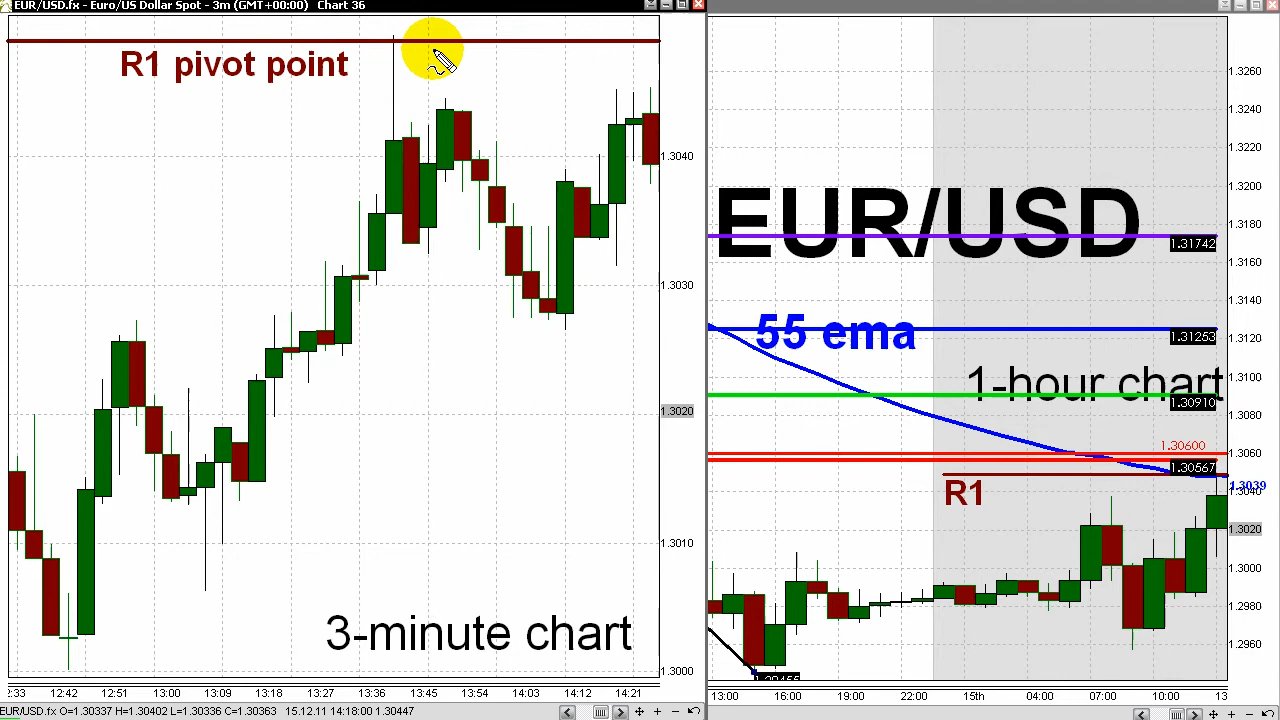 EUR/USD.fx - Euro/US Dollar Spot - 3m (GMT+00:00) Chart 36
R1 pivot point
1.3040
1.3030
1.3020
1.3010
1.3000
3-minute chart
:33 12:42 12:51 13:00 13:09 13:18 13:27 13:36 13:45 13:54 14:03 14:12 14:21
EUR/USD.fx O=1.30337 H=1.30402 L=1.30336 C=1.30363 15.12.11 14:18:00 1.30447
EUR/USD
55 ema
1-hour chart
R1
1.31742
1.31253
1.30910
1.30600
1.30567
1.3039
1.3260
1.3240
1.3220
1.3200
1.3180
1.3160
1.3140
1.3120
1.3100
1.3080
1.3060
1.3040
1.3020
1.3000
1.2980
1.2960
13:00 16:00 19:00 22:00 15th 04:00 07:00 10:00 13